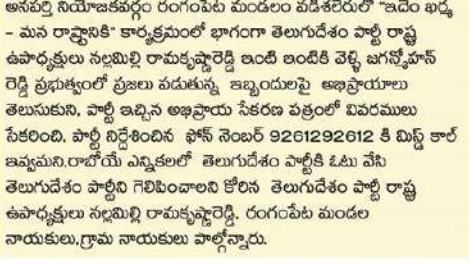 అనపర్తి నియోజకవర్గం రంగంపేట మండలం వడిశలేరులో "ఇదేం ఖర్మ
- మన రాష్ట్రానికి" కార్యక్రమంలో భాగంగా తెలుగుదేశం పార్టీ రాష్ట్ర
ఉపాధ్యక్షులు నల్లమిల్లి రామకృష్ణారెడ్డి ఇంటి ఇంటికి వెళ్ళి జగన్మోహన్
రెడ్డి ప్రభుత్వంలో ప్రజలు పడుతున్న ఇబ్బందులపై అభిప్రాయాలు
తెలుసుకుని, పార్టీ ఇచ్చిన అభిప్రాయ సేకరణ పత్రంలో వివరములు
సేకరించి, పార్టీ నిర్దేశించిన ఫోన్ నెంబర్ 9261292612 కి మిస్డ్ కాల్
ఇవ్వమని.రాబోయే ఎన్నికలలో తెలుగుదేశం పార్టీకి ఓటు వేసి
తెలుగుదేశం పార్టీని గెలిపించాలని కోరిన తెలుగుదేశం పార్టీ రాష్ట్ర
ఉపాధ్యక్షులు నల్లమిల్లి రామకృష్ణారెడ్డి. రంగంపేట మండల
నాయకులు,గ్రామ నాయకులు పాల్గోన్నారు.